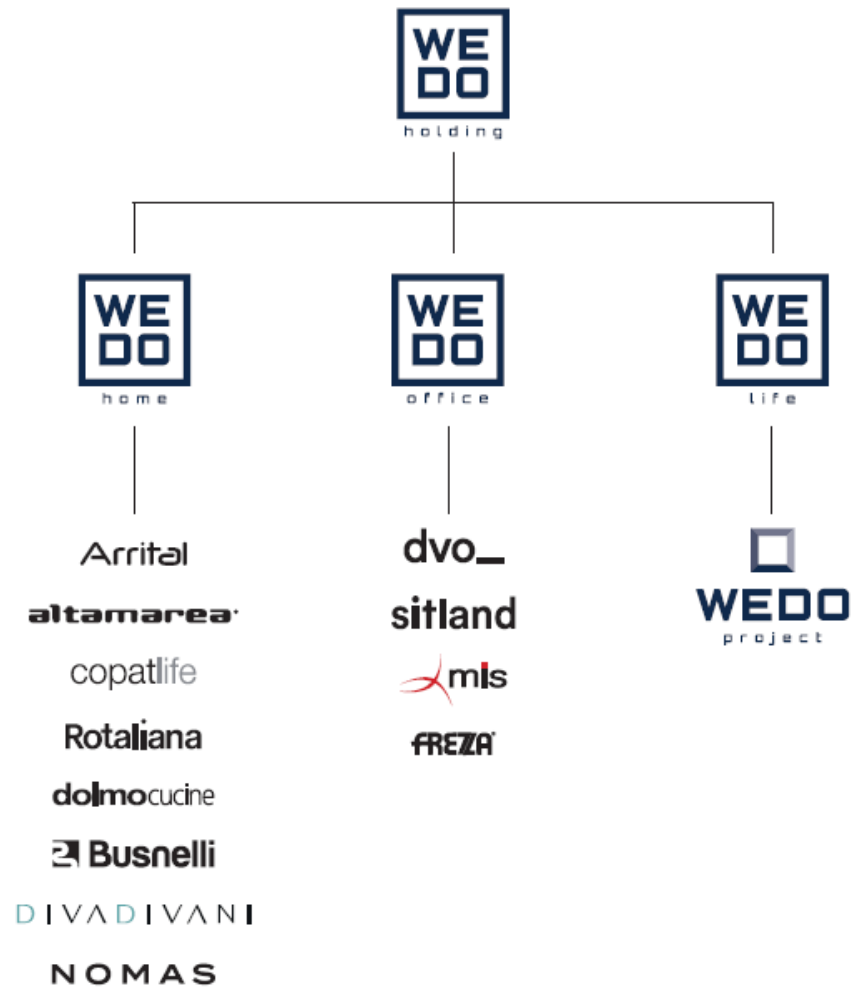 WE
DO
holding
WE
DO
home
WE
DO
office
WE
DO
life
Arrital
altamarea
copatlife
Rotaliana
dolmocucine
Busnelli
DIVADIVANI
NOMAS
dvo_
sitland
mis
FREZZA
WEDO
project